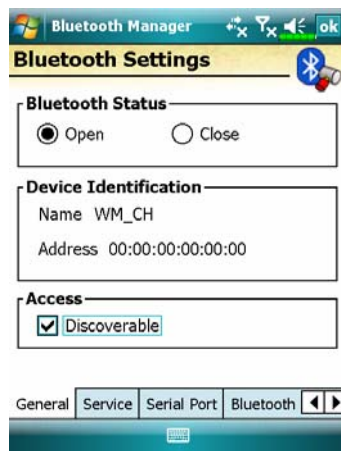 Bluetooth Manager ok
Bluetooth Settings
Bluetooth Status
Open Close
Device Identification
Name WM_CH
Address 00:00:00:00:00:00
Access
Discoverable
General Service Serial Port Bluetooth